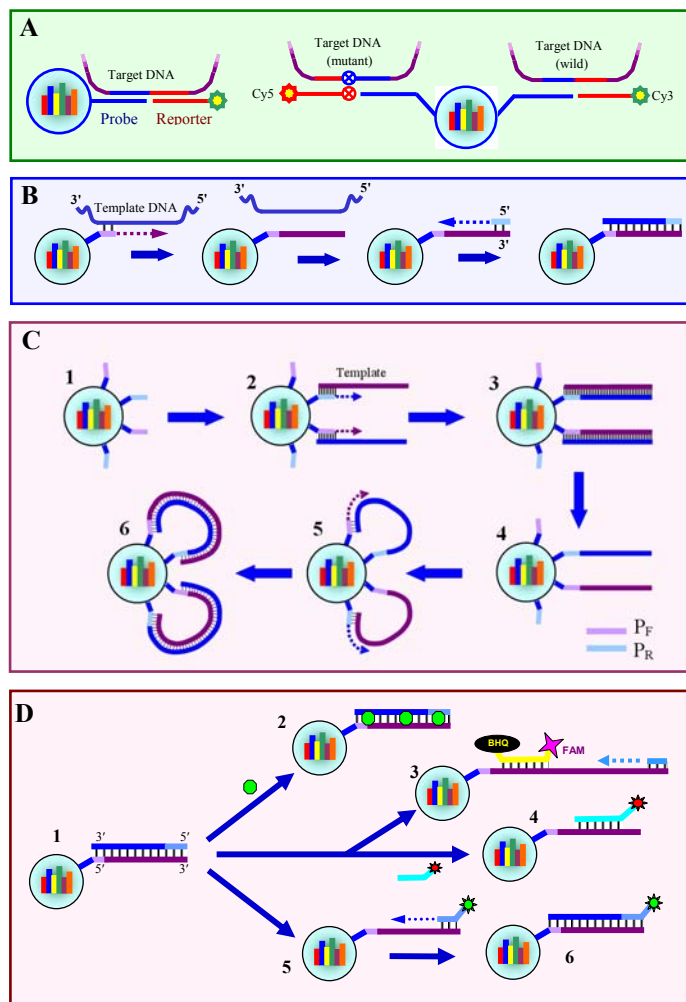 A
Target DNA
Probe
Reporter
Target DNA
(mutant)
Cy5
Target DNA
(wild)
Cy3
B
3'
5'
Template DNA
3'
5'
5'
3'
C
1
2
Template
3
6
5
4
P_F
P_R
D
2
BHQ
FAM
3
1
3′
5′
5′
3′
4
5
6